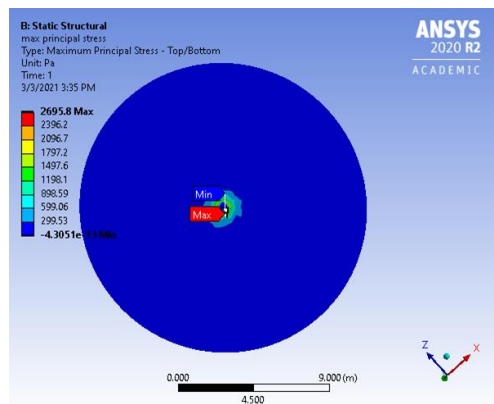 B: Static Structural
max principal stress
Type: Maximum Principal Stress - Top/Bottom
Unit: Pa
Time: 1
3/3/2021 3:35 PM
ANSYS
2020 R2
ACADEMIC
2695.8 Max
2396.2
2096.7
1797.2
1497.6
1198.1
898.59
599.06
299.53
Min
Max
Z
X
0.000
9.000 (m)
4.500